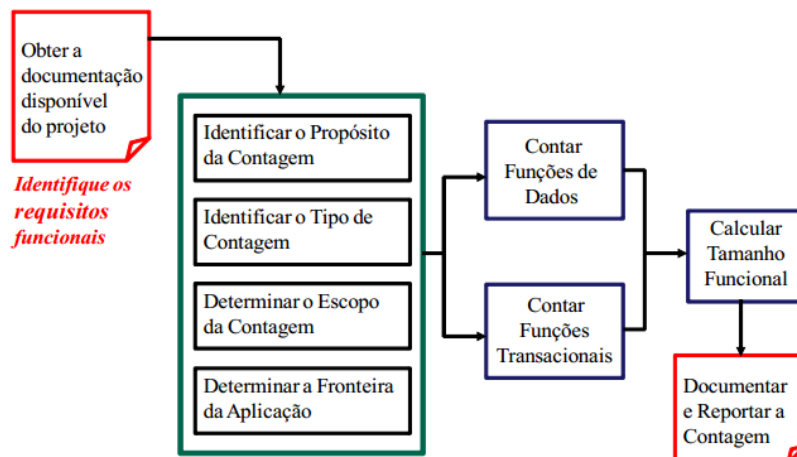 Obter a
documentação
disponível
do projeto
Identifique os
requisitos
funcionais
Identificar o Propósito
da Contagem
Identificar o Tipo de
Contagem
Determinar o Escopo
da Contagem
Determinar a Fronteira
da Aplicação
Contar
Funções de
Dados
Contar
Funções
Transacionais
Calcular
Tamanho
Funcional
Documentar
e Reportar a
Contagem